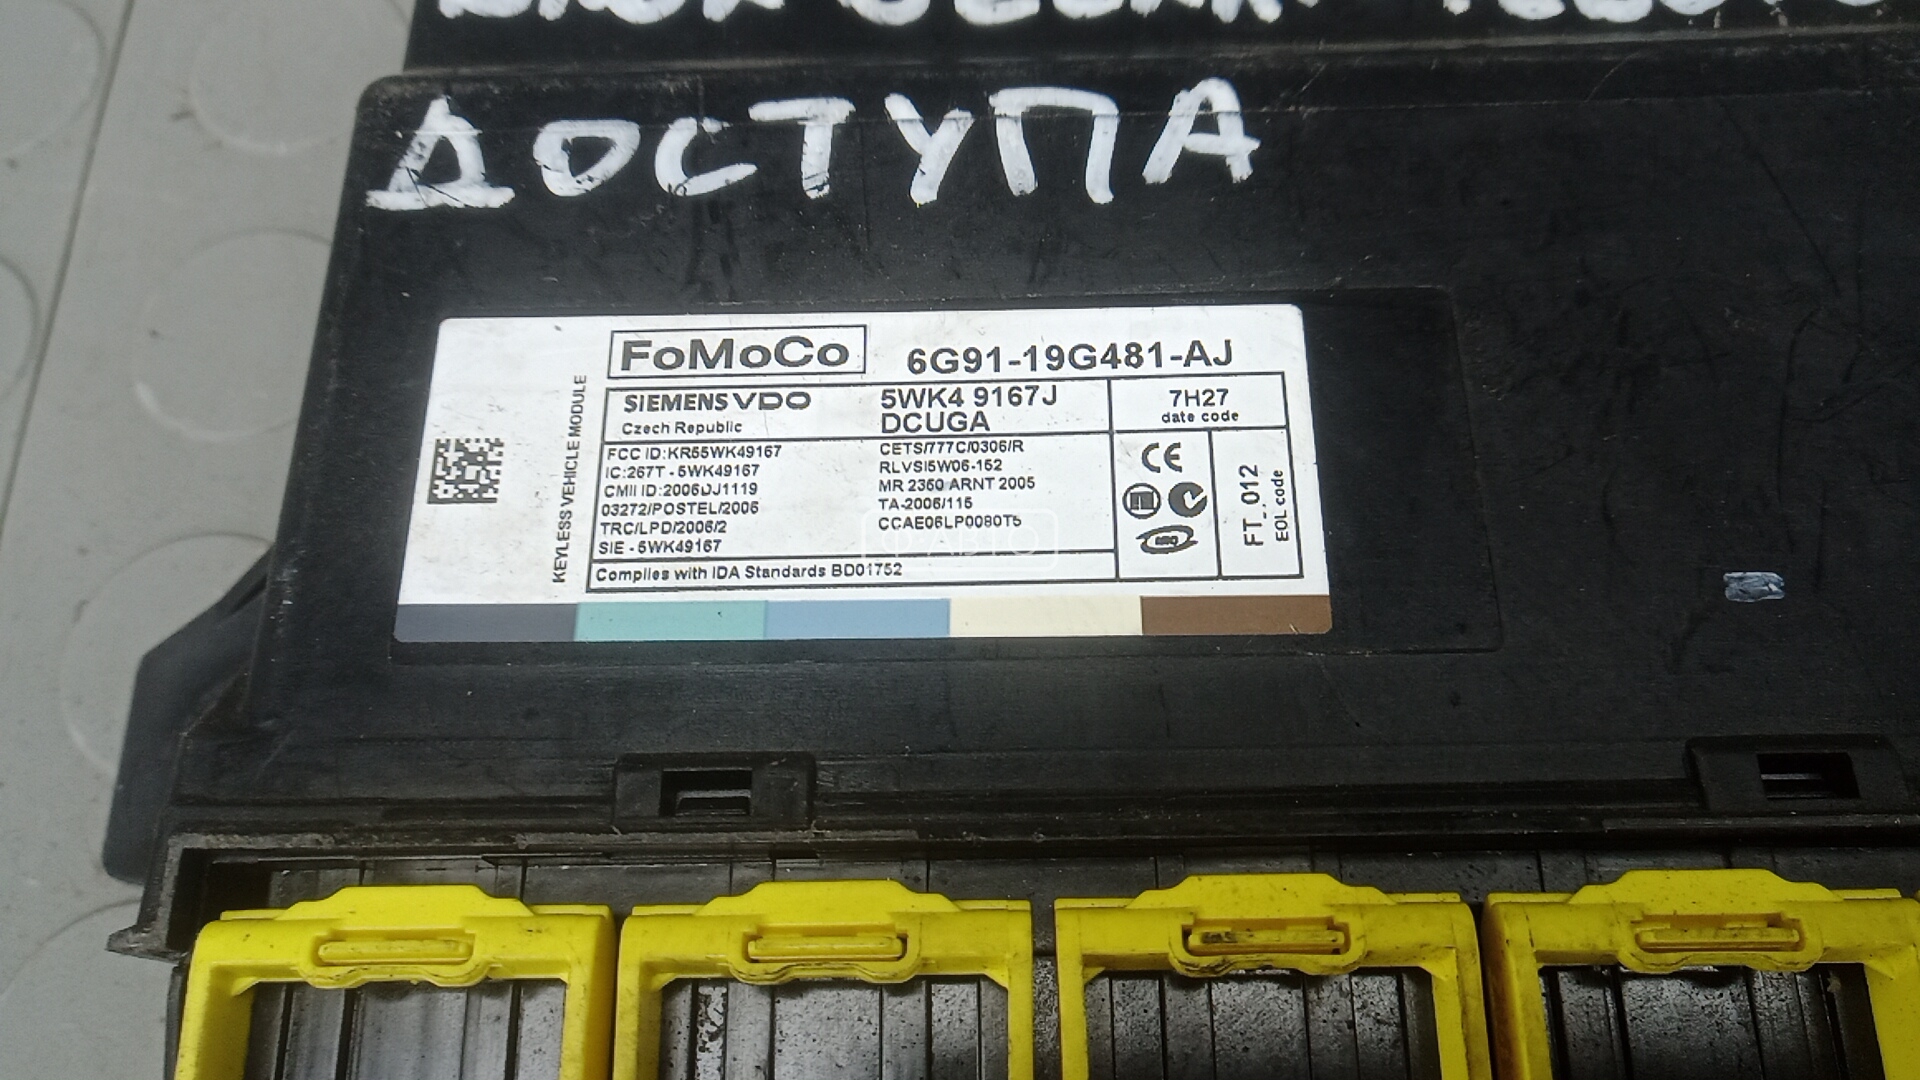 ДОСТУПА
FoMoCo
6G91-19G481-AJ
SIEMENS VDO
Czech Republic
5WK4 9167J
DCUGA
7H27
date code
KEYLESS VEHICLE MODULE
FCC ID:KR55WK49167
IC:267T - 5WK49167
CMII ID:2006DJ1119
03272/POSTEL/2006
TRC/LPD/2006/2
SIE - 5WK49167
CETS/777C/0306/R
RLVSI5W06-152
MR 2350 ARNT 2005
TA-2006/115
CCAE06LP0080T5
Complies with IDA Standards BD01752
CE
FT_012
EOL code
Ф-АВТО